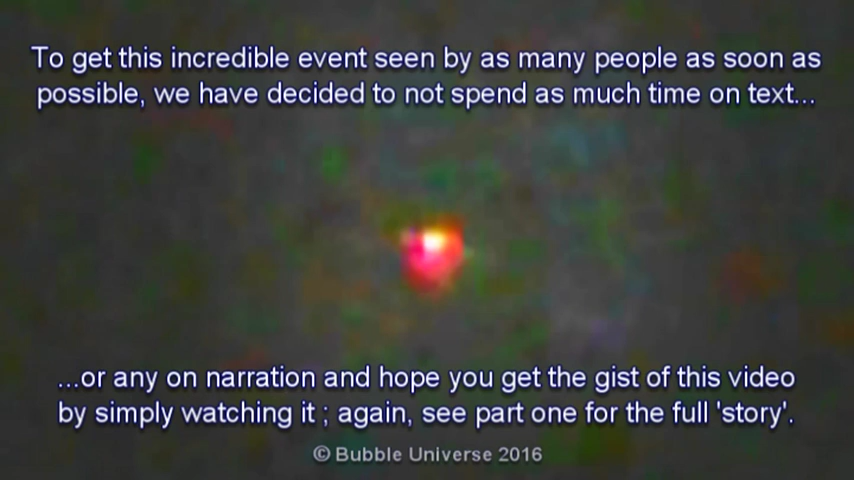 To get this incredible event seen by as many people as soon as
possible, we have decided to not spend as much time on text...
...or any on narration and hope you get the gist of this video
by simply watching it ; again, see part one for the full 'story'.
© Bubble Universe 2016